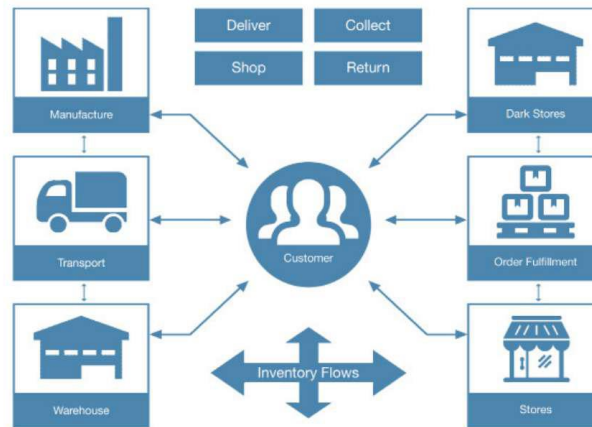 Deliver
Collect
Shop
Return
Manufacture
Dark Stores
Transport
Customer
Order Fulfillment
Warehouse
Inventory Flows
Stores